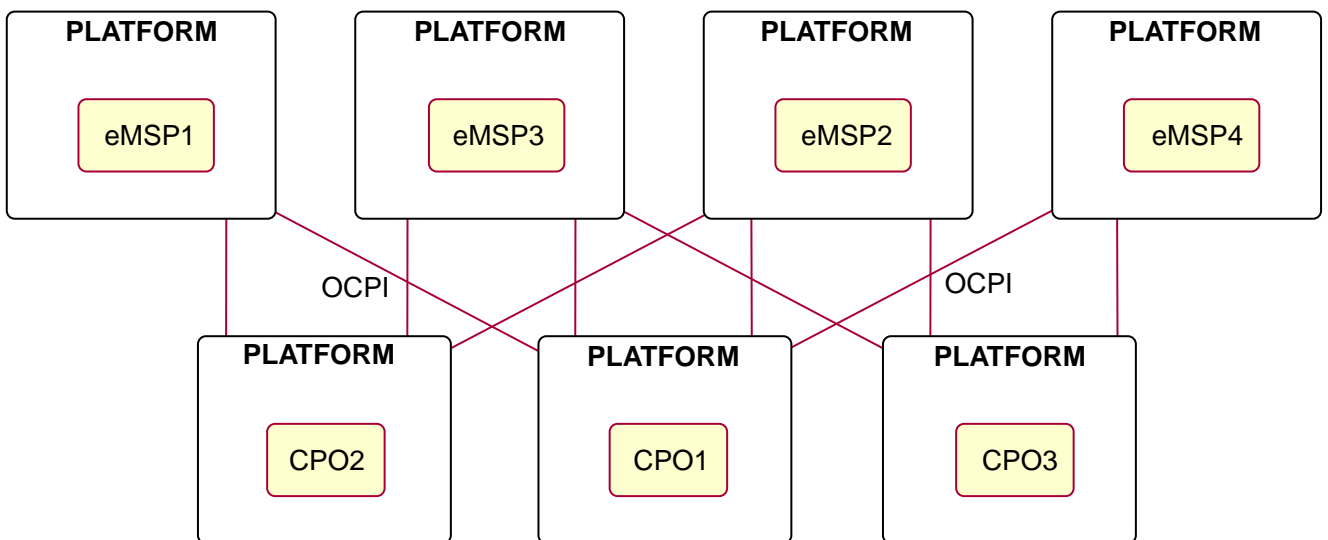 PLATFORM
PLATFORM
PLATFORM
PLATFORM
eMSP1
eMSP3
eMSP2
eMSP4
OCPI
OCPI
PLATFORM
PLATFORM
PLATFORM
CPO2
CPO1
CPO3